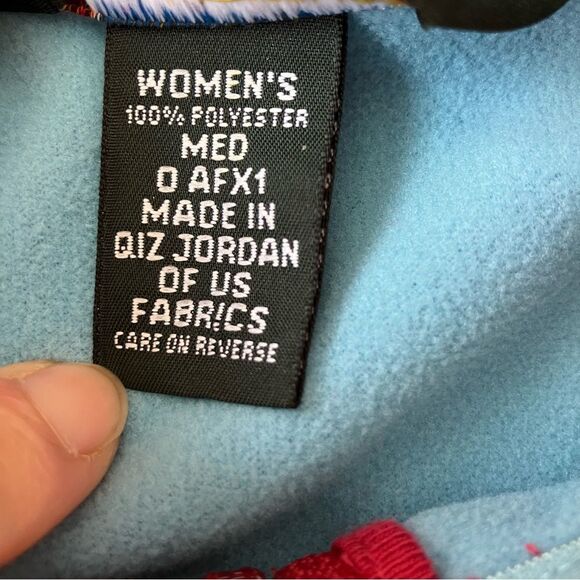 WOMEN'S
100% POLYESTER
MED
0 AFX1
MADE IN
QIZ JORDAN
OF US
FABRICS
CARE ON REVERSE